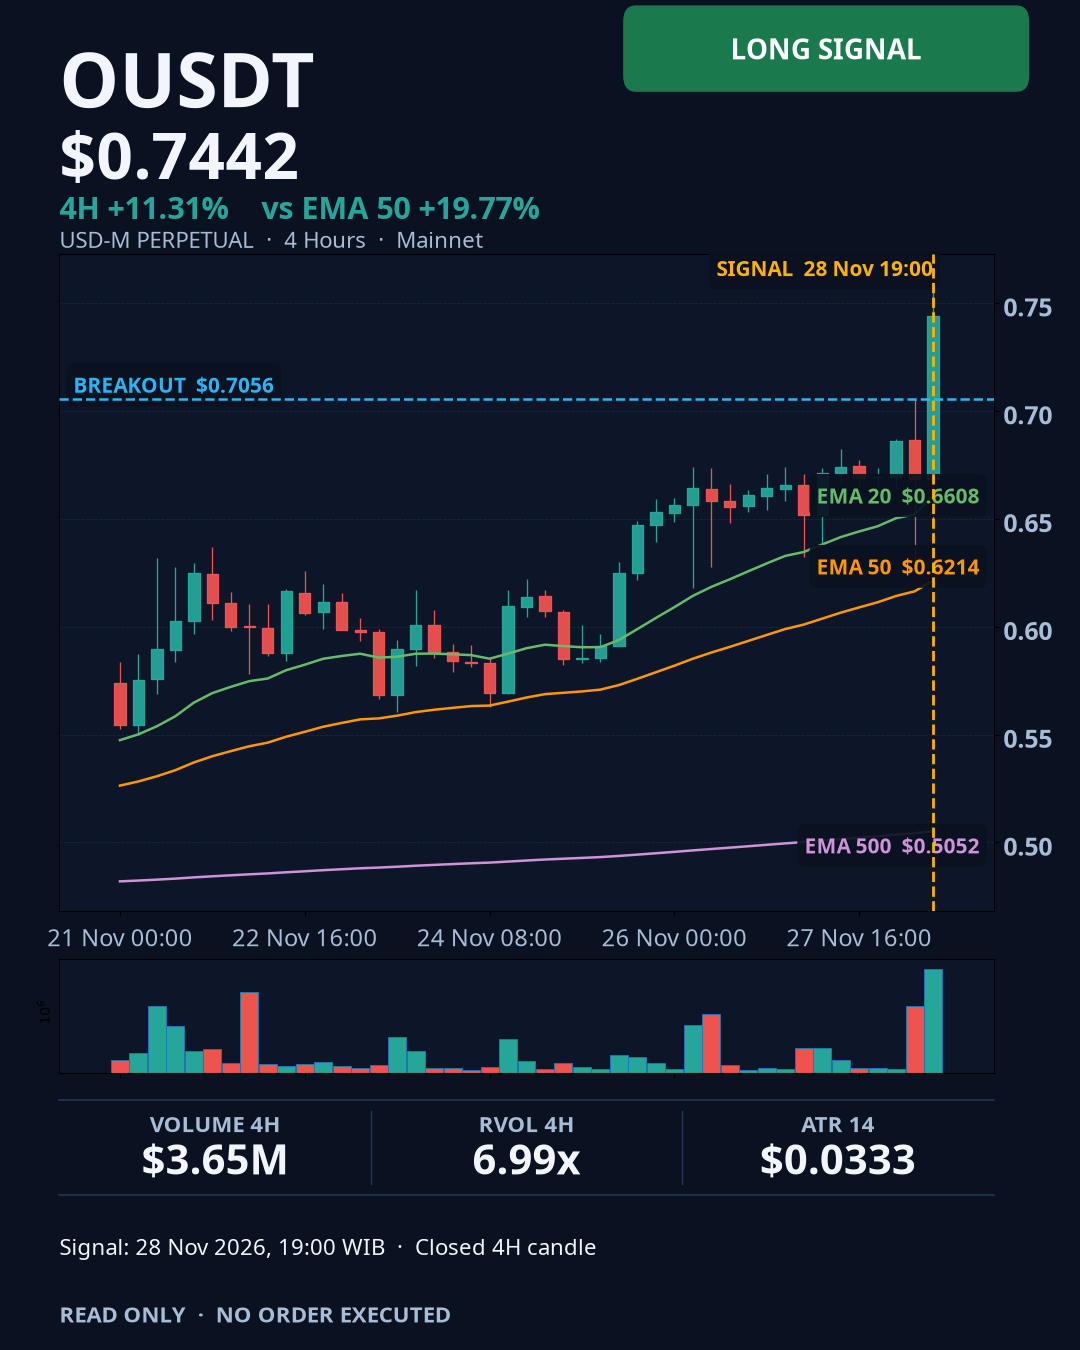 LONG SIGNAL
OUSDT
$0.7442
4H +11.31% vs EMA 50 +19.77%
USD-M PERPETUAL · 4 Hours · Mainnet
SIGNAL 28 Nov 19:00
0.75
BREAKOUT $0.7056
0.70
EMA 20 $0.6608
0.65
EMA 50 $0.6214
0.60
0.55
EMA 500 $0.5052
0.50
21 Nov 00:00 22 Nov 16:00 24 Nov 08:00 26 Nov 00:00 27 Nov 16:00
10⁶
VOLUME 4H RVOL 4H ATR 14
$3.65M 6.99x $0.0333
Signal: 28 Nov 2026, 19:00 WIB · Closed 4H candle
READ ONLY · NO ORDER EXECUTED